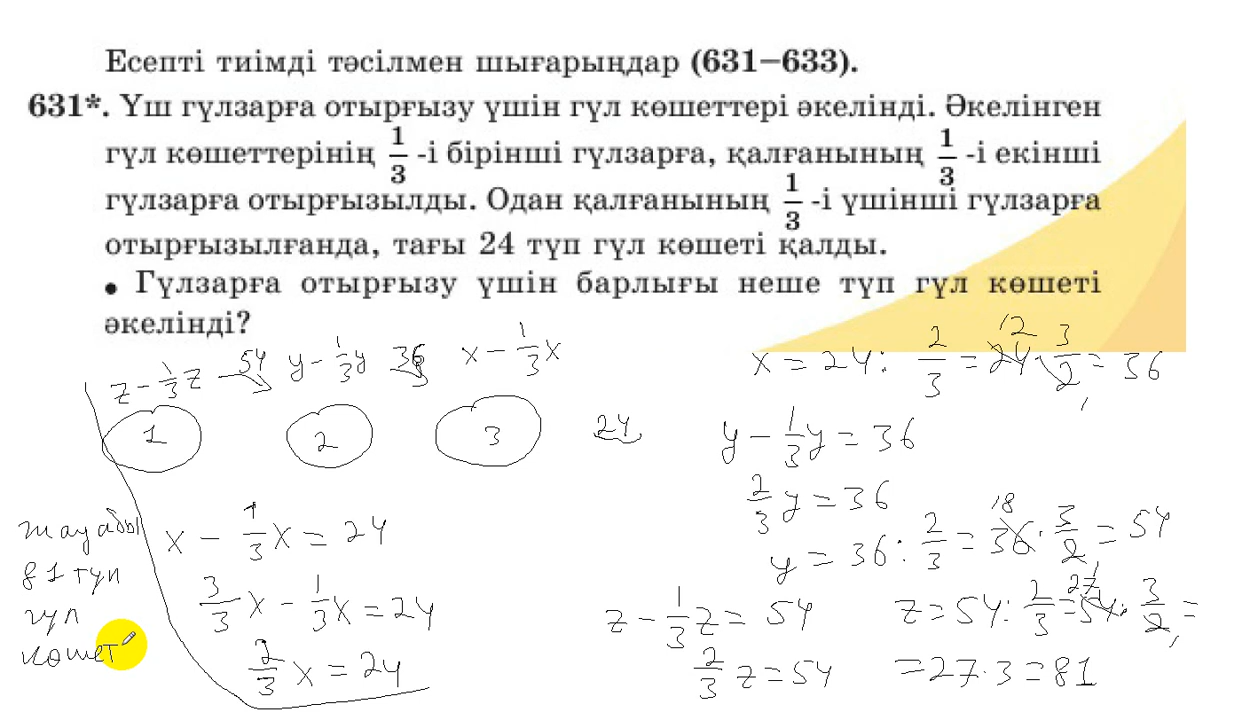 Есепті тиімді тәсілмен шығарыңдар (631–633).
631*. Үш гүлзарға отырғызу үшін гүл көшеттері әкелінді. Әкелінген
гүл көшеттерінің 1/3 -і бірінші гүлзарға, қалғанының 1/3 -і екінші
гүлзарға отырғызылды. Одан қалғанының 1/3 -і үшінші гүлзарға
отырғызылғанда, тағы 24 түп гүл көшеті қалды.
• Гүлзарға отырғызу үшін барлығы неше түп гүл көшеті
әкелінді?
z - 1/3 z 54 y - 1/3 y 36 x - 1/3 x
1 2 3 24
x - 1/3 x = 24
3/3 x - 1/3 x = 24
2/3 x = 24
x = 24 : 2/3 = 24 12 · 3/2 1 = 36
y - 1/3 y = 36
2/3 y = 36
y = 36 : 2/3 = 36 18 · 3/2 = 54
z - 1/3 z = 54
2/3 z = 54
z = 54 : 2/3 = 54 27 · 3/2 1 =
= 27 · 3 = 81
жауабы
81 түп
гүл
көшет